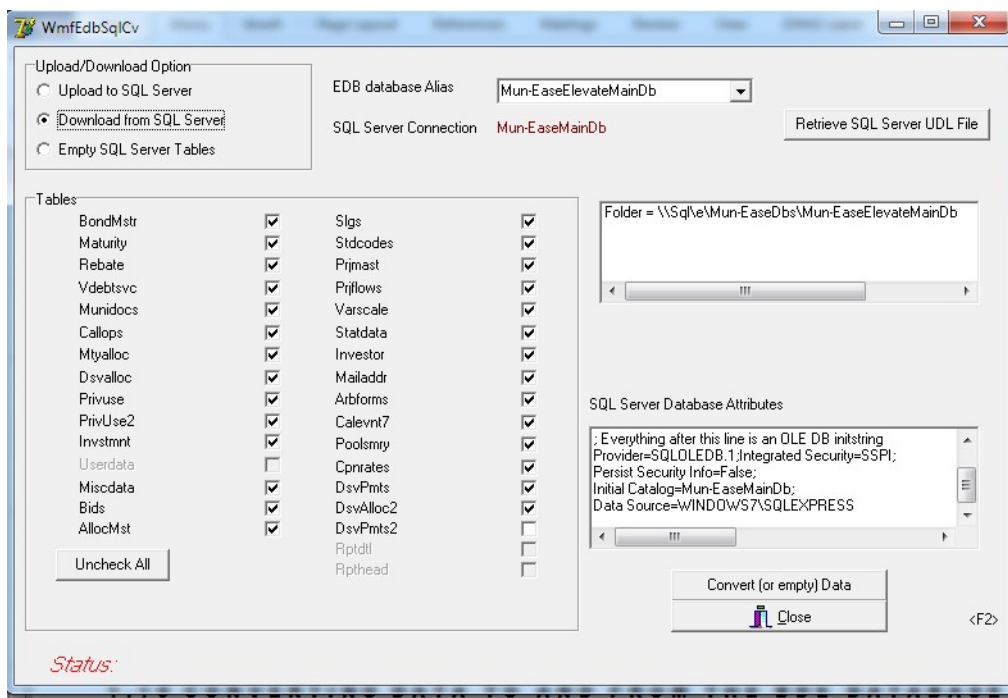 WmfEdbSqlCv
Upload/Download Option
Upload to SQL Server
Download from SQL Server
Empty SQL Server Tables
EDB database Alias
Mun-EaseElevateMainDb
SQL Server Connection
Mun-EaseMainDb
Retrieve SQL Server UDL File
Tables
BondMstr
Maturity
Rebate
Vdebtsvc
Munidocs
Callops
Mtyalloc
Dsvalloc
Privuse
PrivUse2
Invstmnt
Userdata
Miscdata
Bids
AllocMst
Uncheck All
Slgs
Stdcodes
Prjmast
Prjflows
Varscale
Statdata
Investor
Mailaddr
Arbforms
Calevnt7
Poolsmry
Cpnrates
DsvPmts
DsvAlloc2
DsvPmts2
Rptdtl
Rpthead
Folder = \\Sql\e\Mun-EaseDbs\Mun-EaseElevateMainDb
SQL Server Database Attributes
; Everything after this line is an OLE DB initstring
Provider=SQLOLEDB.1;Integrated Security=SSPI;
Persist Security Info=False;
Initial Catalog=Mun-EaseMainDb;
Data Source=WINDOWS7\SQLEXPRESS
Convert (or empty) Data
Close
<F2>
Status: